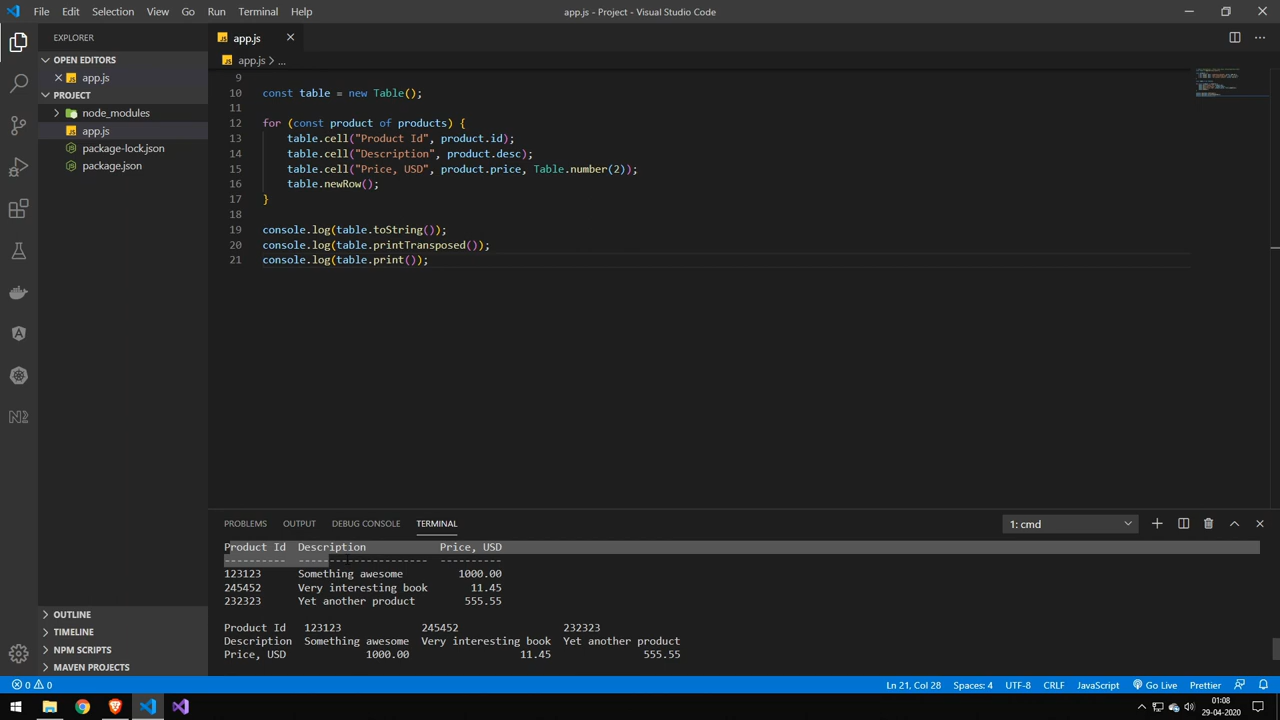 File Edit Selection View Go Run Terminal Help
app.js - Project - Visual Studio Code
EXPLORER
OPEN EDITORS
app.js
PROJECT
node_modules
app.js
package-lock.json
package.json
OUTLINE
TIMELINE
NPM SCRIPTS
MAVEN PROJECTS
app.js
app.js > ...
9
10 const table = new Table();
11
12 for (const product of products) {
13 table.cell("Product Id", product.id);
14 table.cell("Description", product.desc);
15 table.cell("Price, USD", product.price, Table.number(2));
16 table.newRow();
17 }
18
19 console.log(table.toString());
20 console.log(table.printTransposed());
21 console.log(table.print());
PROBLEMS OUTPUT DEBUG CONSOLE TERMINAL
1: cmd
Product Id  Description            Price, USD
----------  ---------------------  ----------
123123      Something awesome         1000.00
245452      Very interesting book       11.45
232323      Yet another product        555.55
Product Id   123123             245452                 232323
Description  Something awesome  Very interesting book  Yet another product
Price, USD             1000.00                  11.45               555.55
0 0
Ln 21, Col 28 Spaces: 4 UTF-8 CRLF JavaScript Go Live Prettier
01:08
29-04-2020